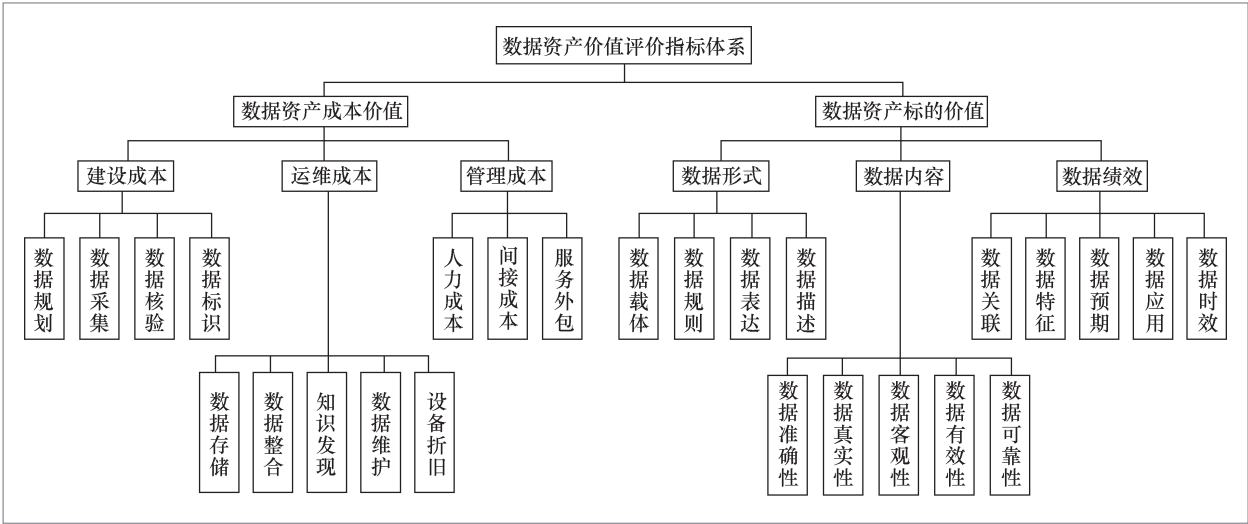 数据资产价值评价指标体系
数据资产成本价值
数据资产标的价值
建设成本
运维成本
管理成本
数据形式
数据内容
数据绩效
数据规划
数据采集
数据核验
数据标识
人力成本
间接成本
服务外包
数据载体
数据规则
数据表达
数据描述
数据关联
数据特征
数据预期
数据应用
数据时效
数据存储
数据整合
知识发现
数据维护
设备折旧
数据准确性
数据真实性
数据客观性
数据有效性
数据可靠性